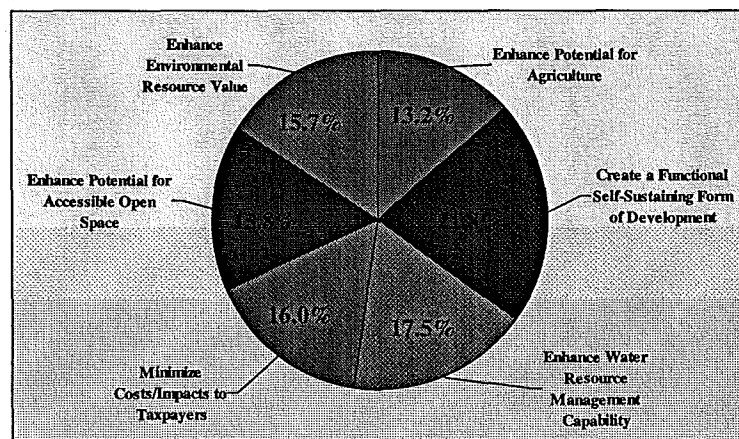 Enhance
Environmental
Resource Value
Enhance Potential for
Agriculture
15.7%
13.2%
Enhance Potential for
Accessible Open
Space
Create a Functional
Self-Sustaining Form
of Development
16.0%
17.5%
Minimize
Costs/Impacts to
Taxpayers
Enhance Water
Resource
Management
Capability